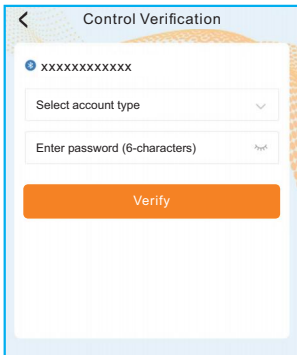 Control Verification
xxxxxxxxxxxx
Select account type
Enter password (6-characters)
Verify